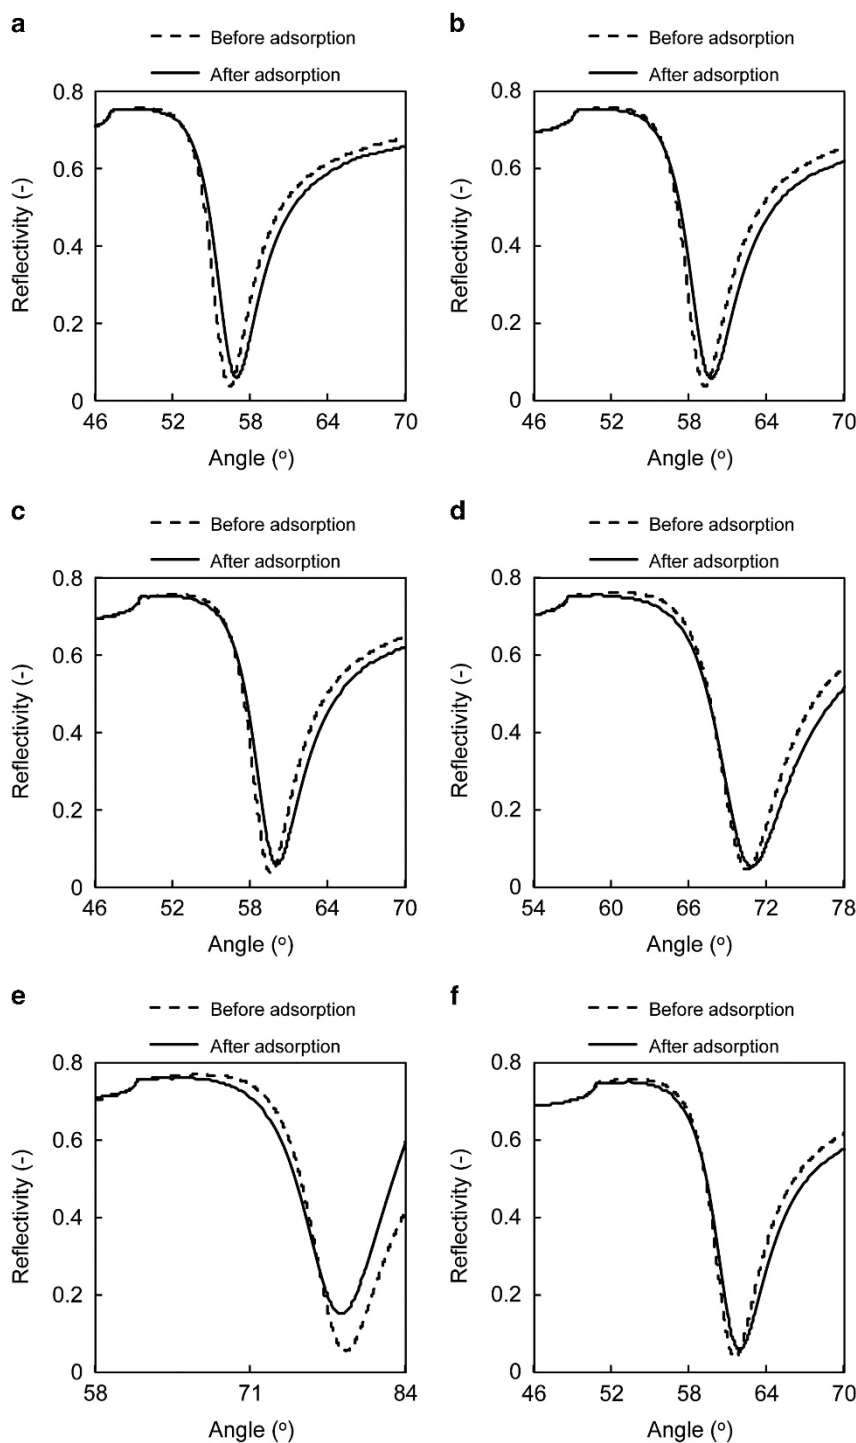 a
Before adsorption
After adsorption
0.8
0.6
0.4
0.2
0
46 52 58 64 70
Reflectivity (-)
Angle (º)
b
Before adsorption
After adsorption
0.8
0.6
0.4
0.2
0
46 52 58 64 70
Reflectivity (-)
Angle (º)
c
Before adsorption
After adsorption
0.8
0.6
0.4
0.2
0
46 52 58 64 70
Reflectivity (-)
Angle (º)
d
Before adsorption
After adsorption
0.8
0.6
0.4
0.2
0
54 60 66 72 78
Reflectivity (-)
Angle (º)
e
Before adsorption
After adsorption
0.8
0.6
0.4
0.2
0
58 71 84
Reflectivity (-)
Angle (º)
f
Before adsorption
After adsorption
0.8
0.6
0.4
0.2
0
46 52 58 64 70
Reflectivity (-)
Angle (º)